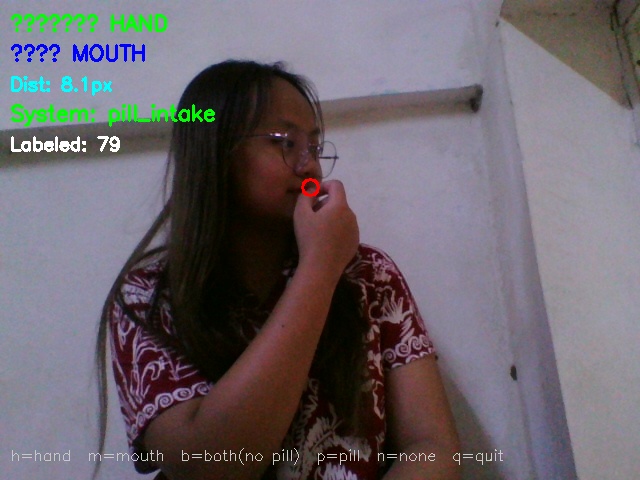 ??????? HAND
???? MOUTH
Dist: 8.1px
System: pill_intake
Labeled: 79
h=hand m=mouth b=both(no pill) p=pill n=none q=quit